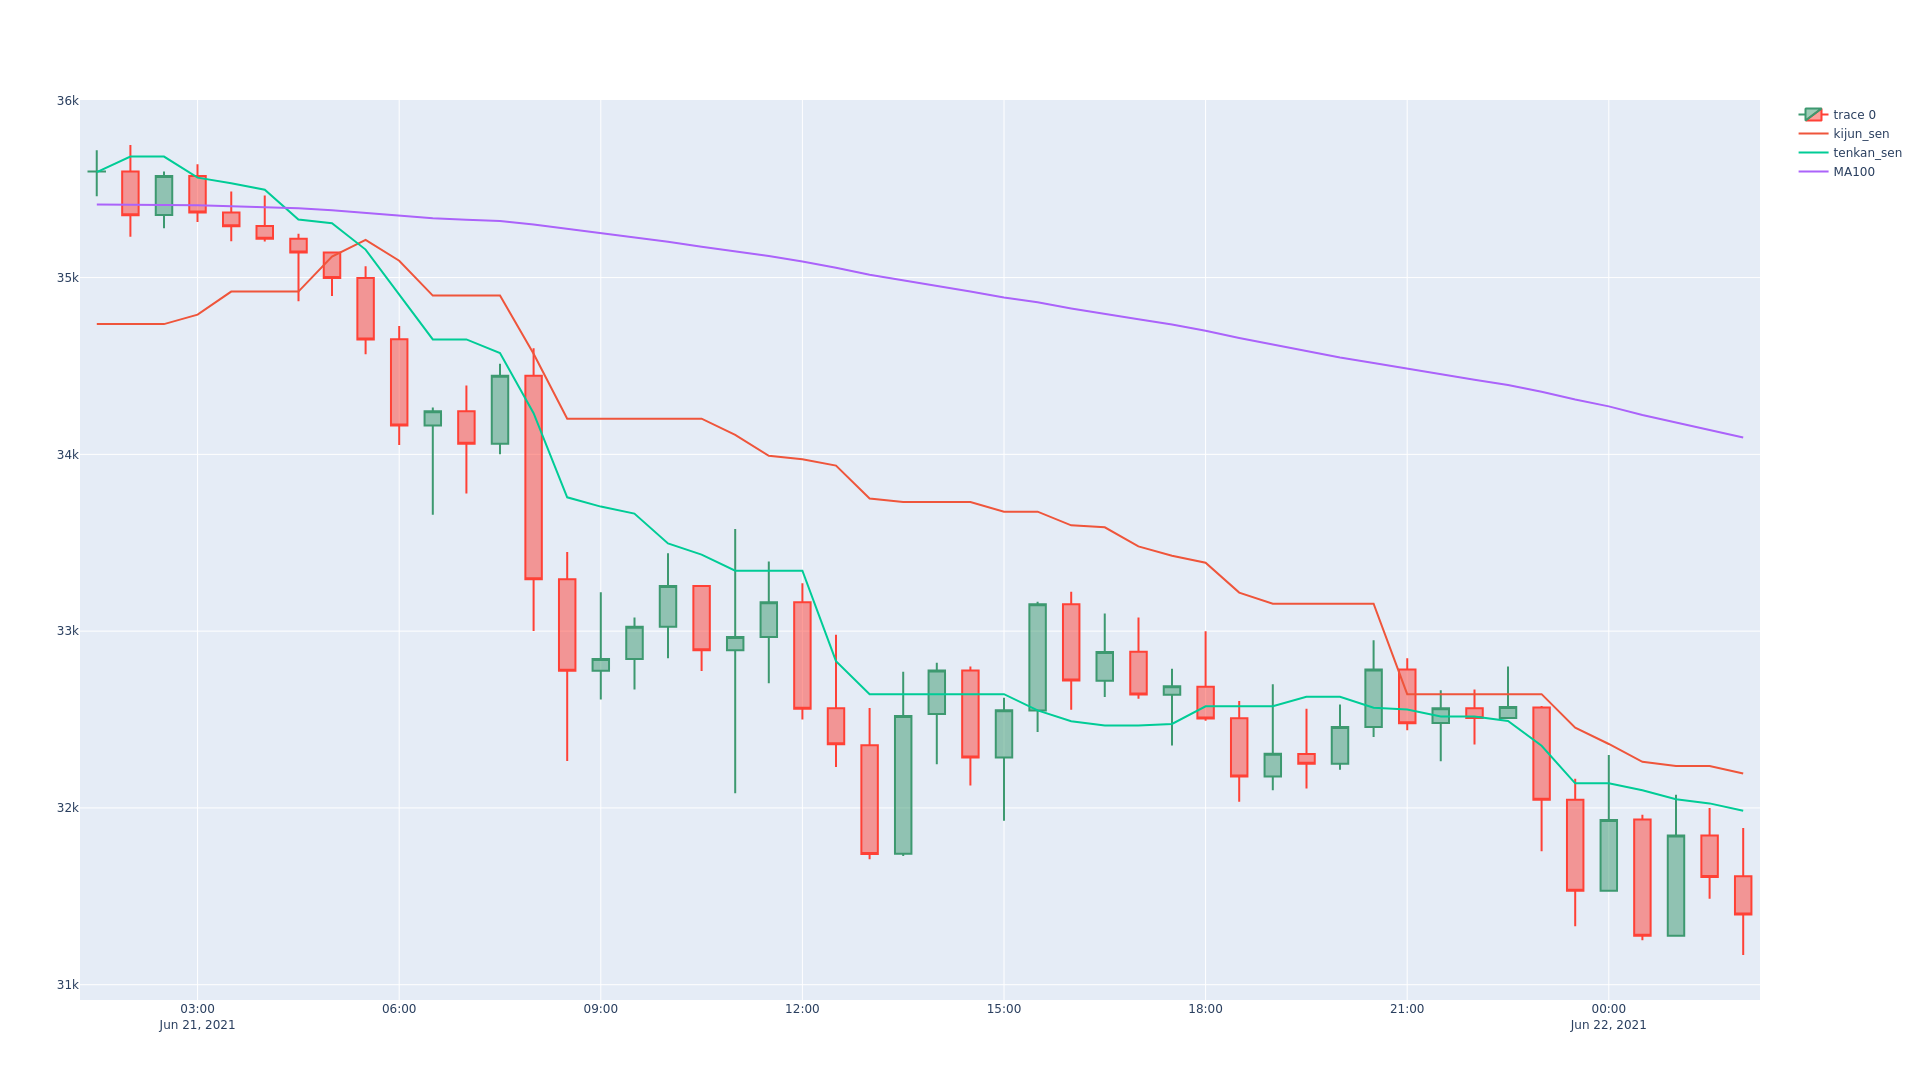 36k
35k
34k
33k
32k
31k
03:00
Jun 21, 2021
06:00
09:00
12:00
15:00
18:00
21:00
00:00
Jun 22, 2021
trace 0
kijun_sen
tenkan_sen
MA100